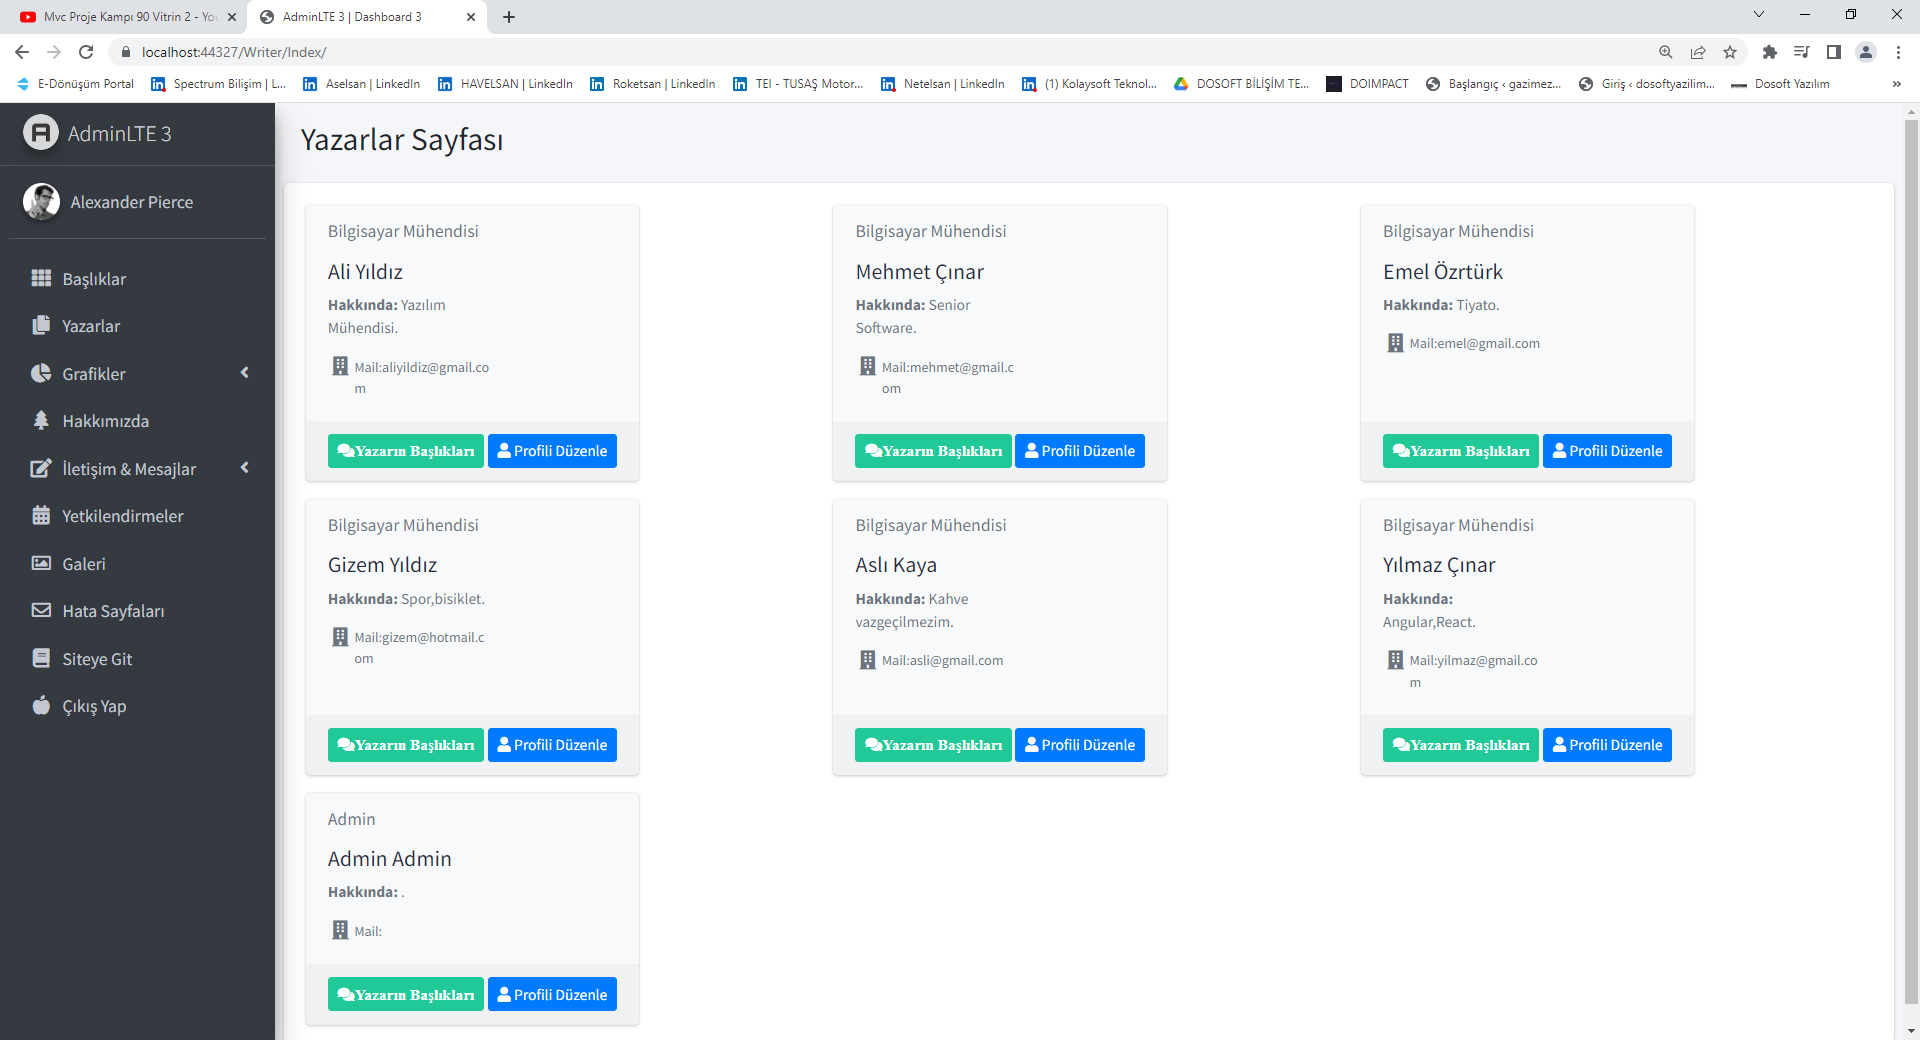 Mvc Proje Kampı 90 Vitrin 2 - You
AdminLTE 3 | Dashboard 3
localhost:44327/Writer/Index/
E-Dönüşüm Portal
Spectrum Bilişim | L...
Aselsan | LinkedIn
HAVELSAN | LinkedIn
Roketsan | LinkedIn
TEI - TUSAŞ Motor...
Netelsan | LinkedIn
(1) Kolaysoft Teknol...
DOSOFT BİLİŞİM TE...
DOIMPACT
Başlangıç ‹ gazimez...
Giriş ‹ dosoftyazilim...
Dosoft Yazılım
»
AdminLTE 3
Alexander Pierce
Başlıklar
Yazarlar
Grafikler
Hakkımızda
İletişim & Mesajlar
Yetkilendirmeler
Galeri
Hata Sayfaları
Siteye Git
Çıkış Yap
Yazarlar Sayfası
Bilgisayar Mühendisi
Ali Yıldız
Hakkında: Yazılım
Mühendisi.
Mail:aliyildiz@gmail.co
m
Yazarın Başlıkları
Profili Düzenle
Bilgisayar Mühendisi
Mehmet Çınar
Hakkında: Senior
Software.
Mail:mehmet@gmail.c
om
Yazarın Başlıkları
Profili Düzenle
Bilgisayar Mühendisi
Emel Özrtürk
Hakkında: Tiyato.
Mail:emel@gmail.com
Yazarın Başlıkları
Profili Düzenle
Bilgisayar Mühendisi
Gizem Yıldız
Hakkında: Spor,bisiklet.
Mail:gizem@hotmail.c
om
Yazarın Başlıkları
Profili Düzenle
Bilgisayar Mühendisi
Aslı Kaya
Hakkında: Kahve
vazgeçilmezim.
Mail:asli@gmail.com
Yazarın Başlıkları
Profili Düzenle
Bilgisayar Mühendisi
Yılmaz Çınar
Hakkında:
Angular,React.
Mail:yilmaz@gmail.co
m
Yazarın Başlıkları
Profili Düzenle
Admin
Admin Admin
Hakkında: .
Mail:
Yazarın Başlıkları
Profili Düzenle